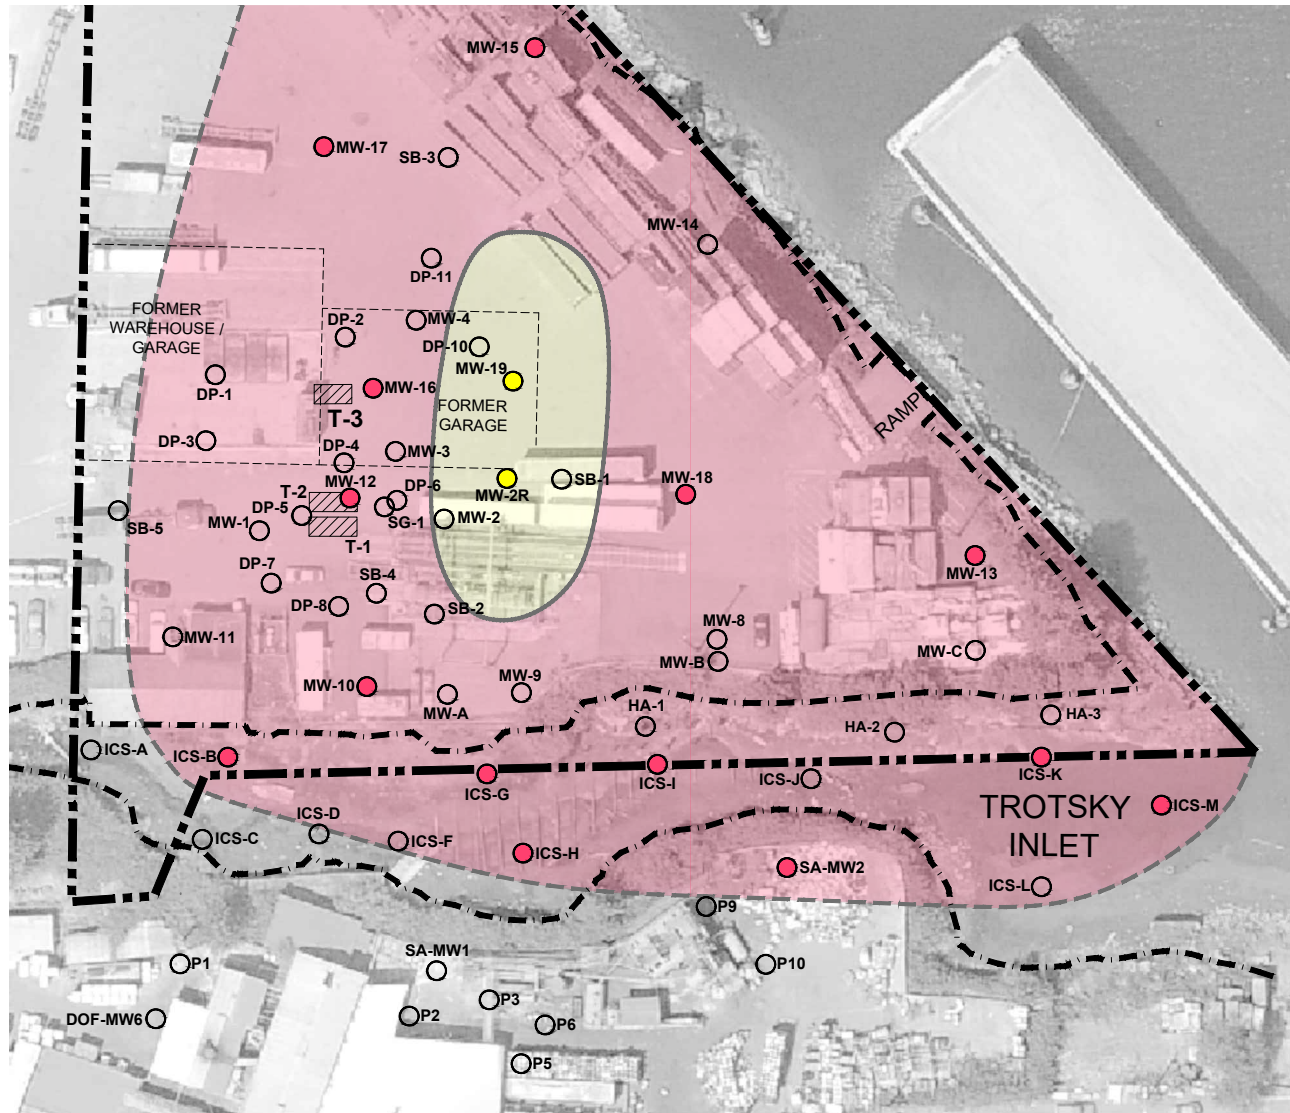 MW-15
MW-17
SB-3
MW-14
DP-11
FORMER
WAREHOUSE /
GARAGE
DP-2
MW-4
DP-10
MW-19
DP-1
MW-16
T-3
FORMER
GARAGE
RAMP
DP-3
DP-4
MW-3
MW-12
MW-18
T-2
DP-6
MW-2R
SB-1
DP-5
SB-5
MW-1
SG-1
MW-2
T-1
MW-13
DP-7
SB-4
DP-8
SB-2
MW-8
MW-11
MW-B
MW-C
MW-10
MW-9
MW-A
HA-1
HA-2
HA-3
ICS-A
ICS-B
ICS-G
ICS-I
ICS-J
ICS-K
TROTSKY
INLET
ICS-M
ICS-D
ICS-C
ICS-F
ICS-H
SA-MW2
ICS-L
P9
SA-MW1
P1
P10
P3
DOF-MW6
P2
P6
P5